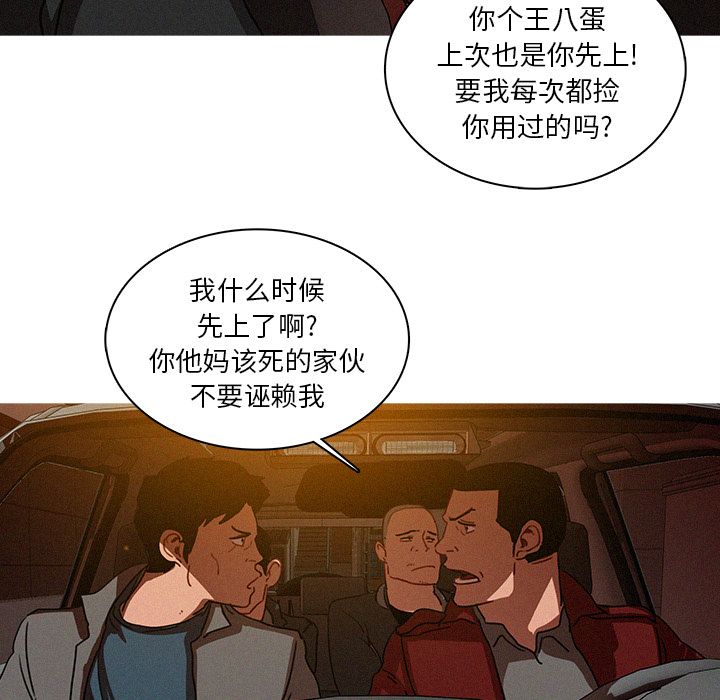 你个王八蛋
上次也是你先上!
要我每次都捡
你用过的吗?
我什么时候
先上了啊?
你他妈该死的家伙
不要诬赖我